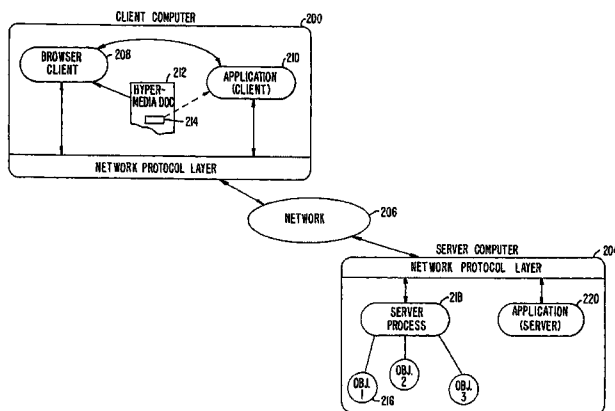 CLIENT COMPUTER
200
BROWSER
CLIENT
208
212
210
HYPER-
MEDIA DOC
APPLICATION
(CLIENT)
214
NETWORK PROTOCOL LAYER
NETWORK
206
SERVER COMPUTER
204
NETWORK PROTOCOL LAYER
218
220
SERVER
PROCESS
APPLICATION
(SERVER)
OBJ.
1
216
OBJ.
2
OBJ.
3